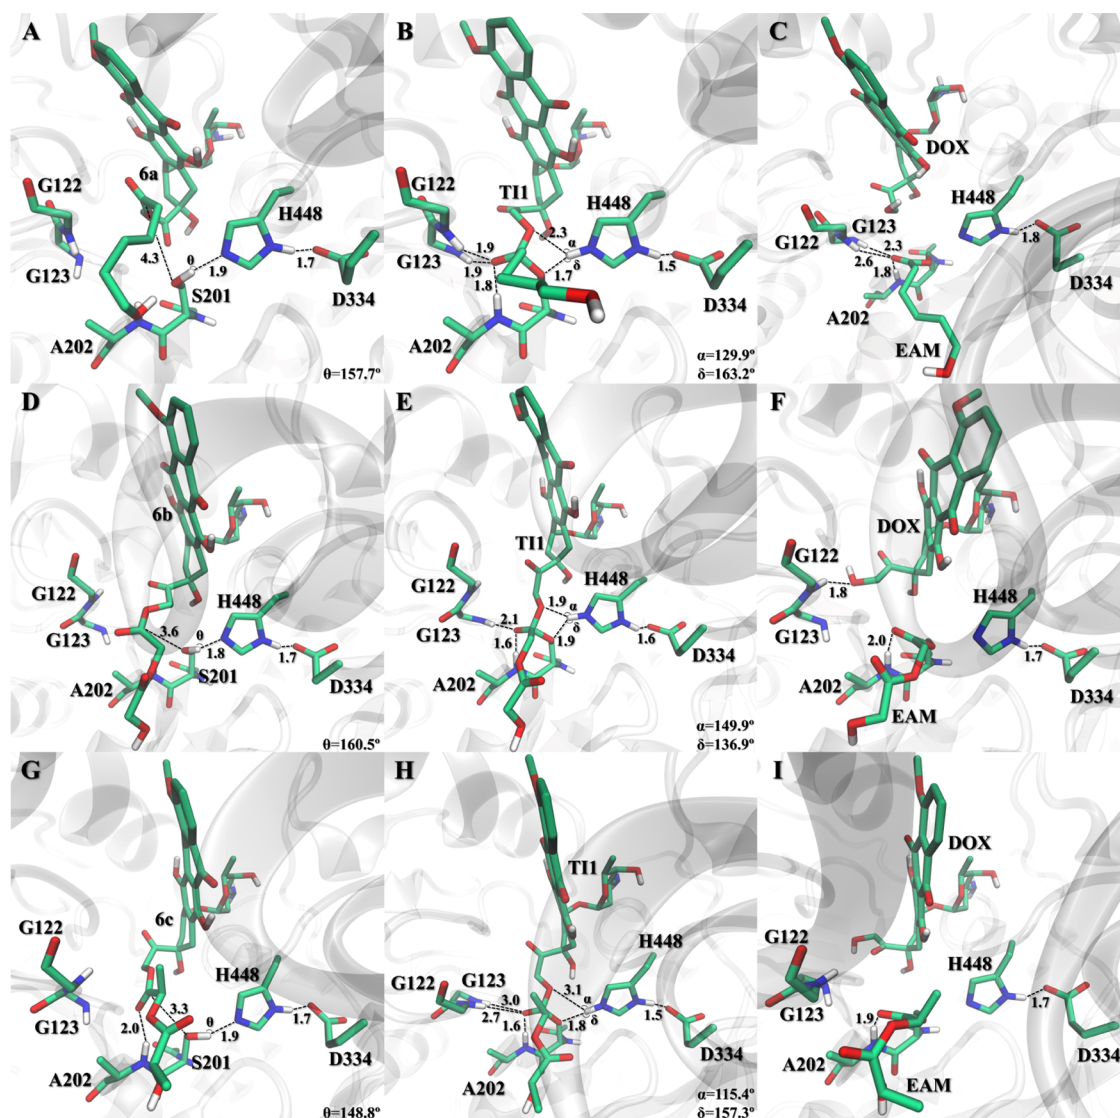 A
6a
G122
H448
4.3
θ
1.9
1.7
G123
S201
D334
A202
θ=157.7º
B
TI1
G122
H448
2.3
α
1.9
G123
1.9
δ
1.7
1.5
1.8
D334
A202
α=129.9º
δ=163.2º
C
DOX
H448
G123
G122
2.3
1.8
2.6
1.8
D334
A202
EAM
D
6b
G122
H448
3.6
θ
G123
1.8
1.7
S201
D334
A202
θ=160.5º
E
TI1
G122
H448
1.9
α
2.1
δ
G123
1.9
1.6
1.6
D334
A202
α=149.9º
δ=136.9º
F
DOX
G122
1.8
H448
G123
2.0
1.7
A202
D334
EAM
G
6c
G122
H448
3.3
G123
2.0
θ
1.7
S201
1.9
D334
A202
θ=148.8º
H
TI1
H448
G123
G122
3.1
α
3.0
2.7
δ
1.8
1.5
1.6
D334
A202
α=115.4º
δ=157.3º
I
DOX
G122
H448
G123
1.9
1.7
A202
D334
EAM